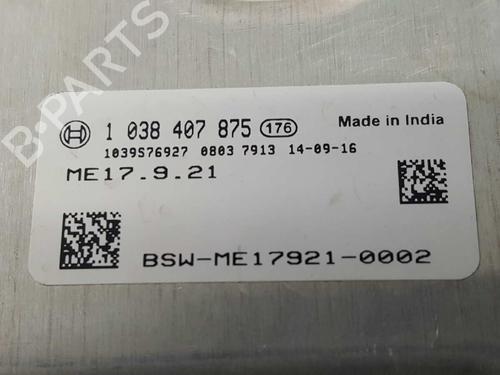 B-PARTS
1 038 407 875 176 Made in India
1039S76927 0803 7913 14-09-16
ME17.9.21
BSW-ME17921-0002